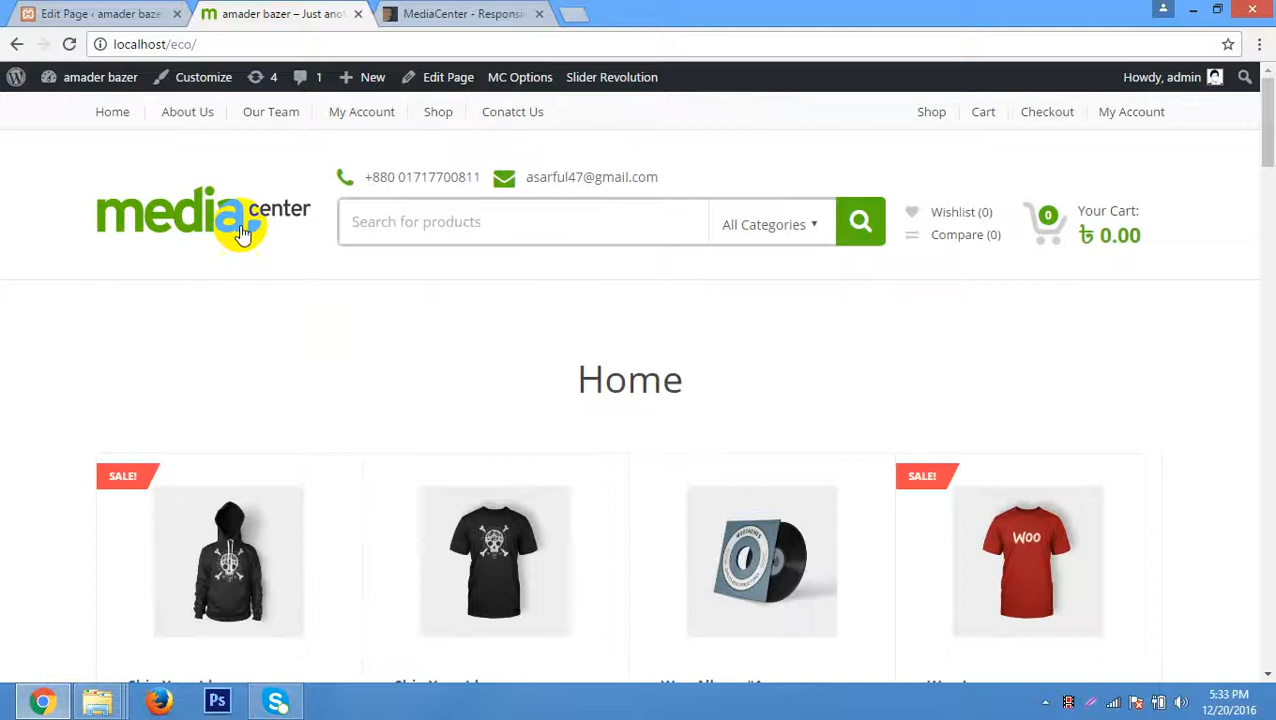 Edit Page ‹ amader baze
amader bazer – Just anot
MediaCenter - Responsi
localhost/eco/
amader bazer
Customize
4
1
New
Edit Page
MC Options
Slider Revolution
Howdy, admin
Home
About Us
Our Team
My Account
Shop
Conatct Us
Shop
Cart
Checkout
My Account
+880 01717700811
asarful47@gmail.com
media center
Search for products
All Categories
Wishlist (0)
Compare (0)
0
Your Cart:
৳ 0.00
Home
SALE!
SALE!
WOO
Ps
5:33 PM
12/20/2016